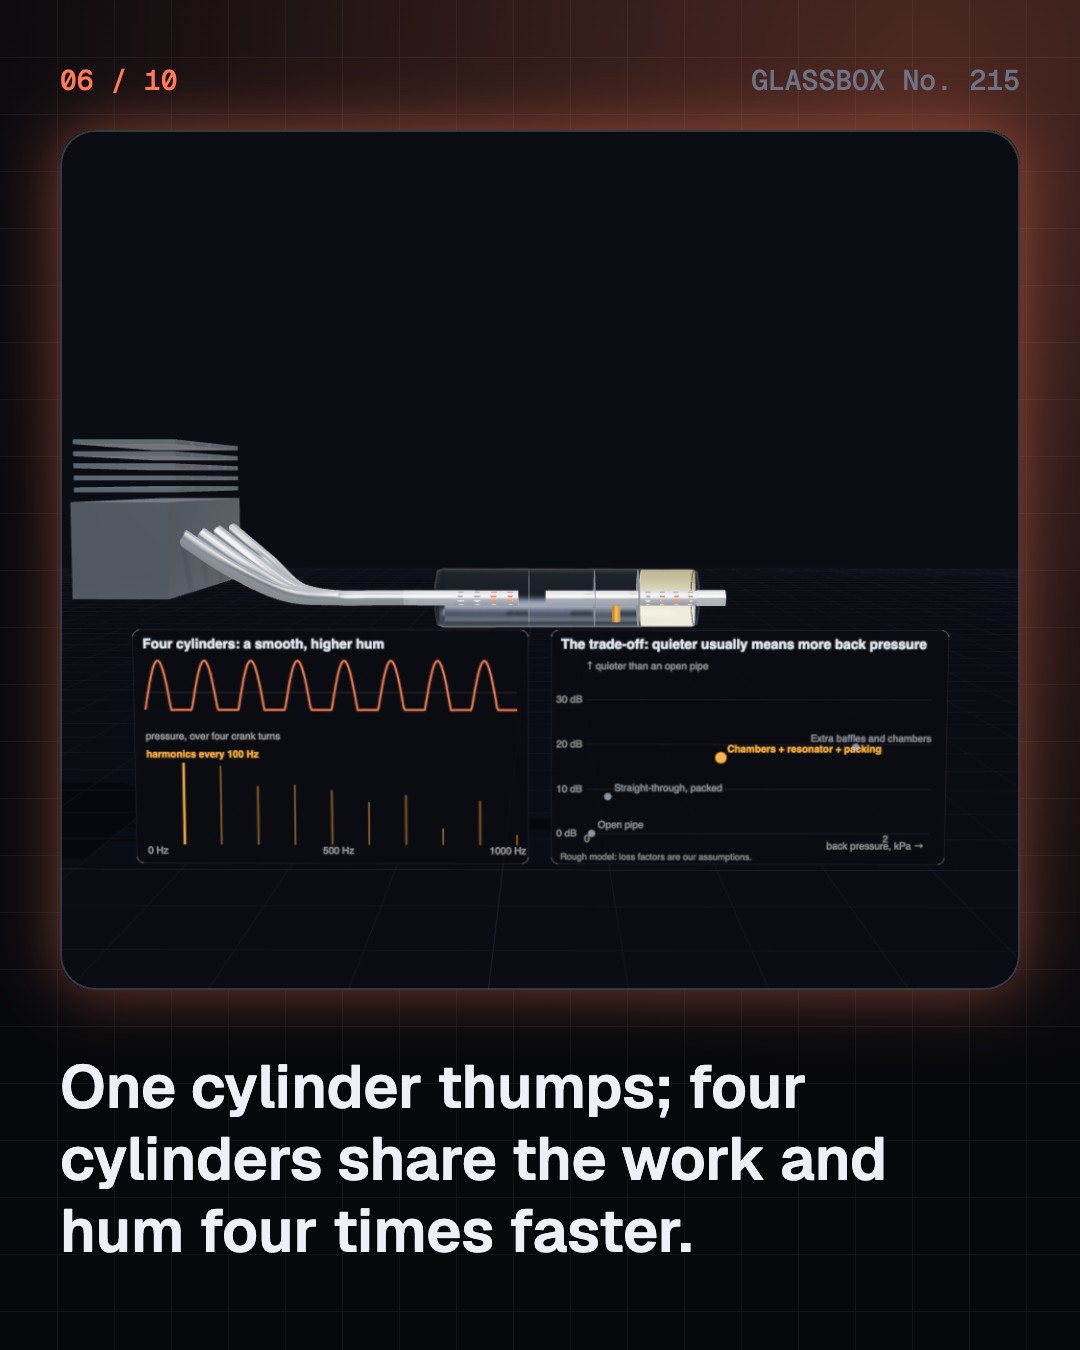 06 / 10
GLASSBOX No. 215
Four cylinders: a smooth, higher hum
pressure, over four crank turns
harmonics every 100 Hz
0 Hz
500 Hz
1000 Hz
The trade-off: quieter usually means more back pressure
↑ quieter than an open pipe
30 dB
20 dB
10 dB
0 dB
Extra baffles and chambers
Chambers + resonator + packing
Straight-through, packed
Open pipe
0
2
back pressure, kPa →
Rough model: loss factors are our assumptions.
One cylinder thumps; four
cylinders share the work and
hum four times faster.